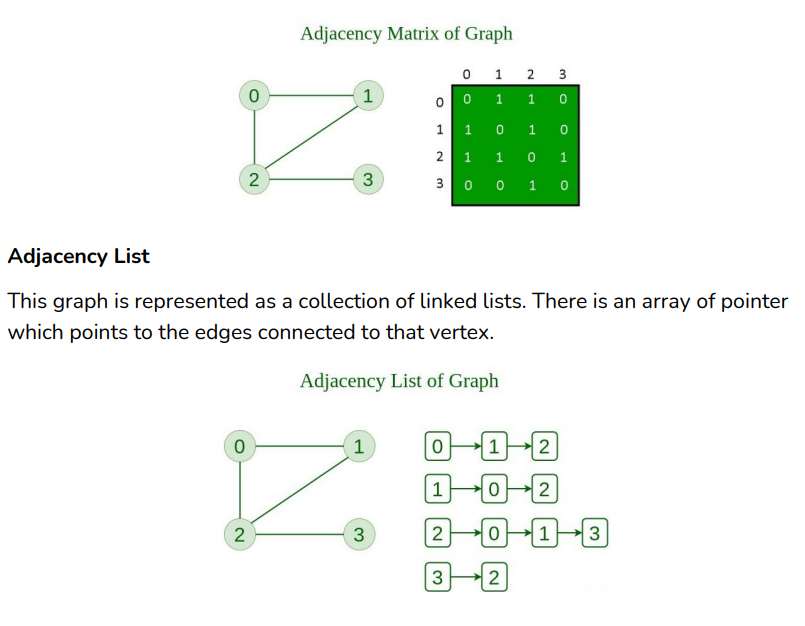 Adjacency Matrix of Graph
0 1 2 3
0 1
0 0 1 1 0
1 1 0 1 0
2 1 1 0 1
2 3
3 0 0 1 0
Adjacency List
This graph is represented as a collection of linked lists. There is an array of pointer
which points to the edges connected to that vertex.
Adjacency List of Graph
0 1
0 1 2
1 0 2
2 3
2 0 1 3
3 2